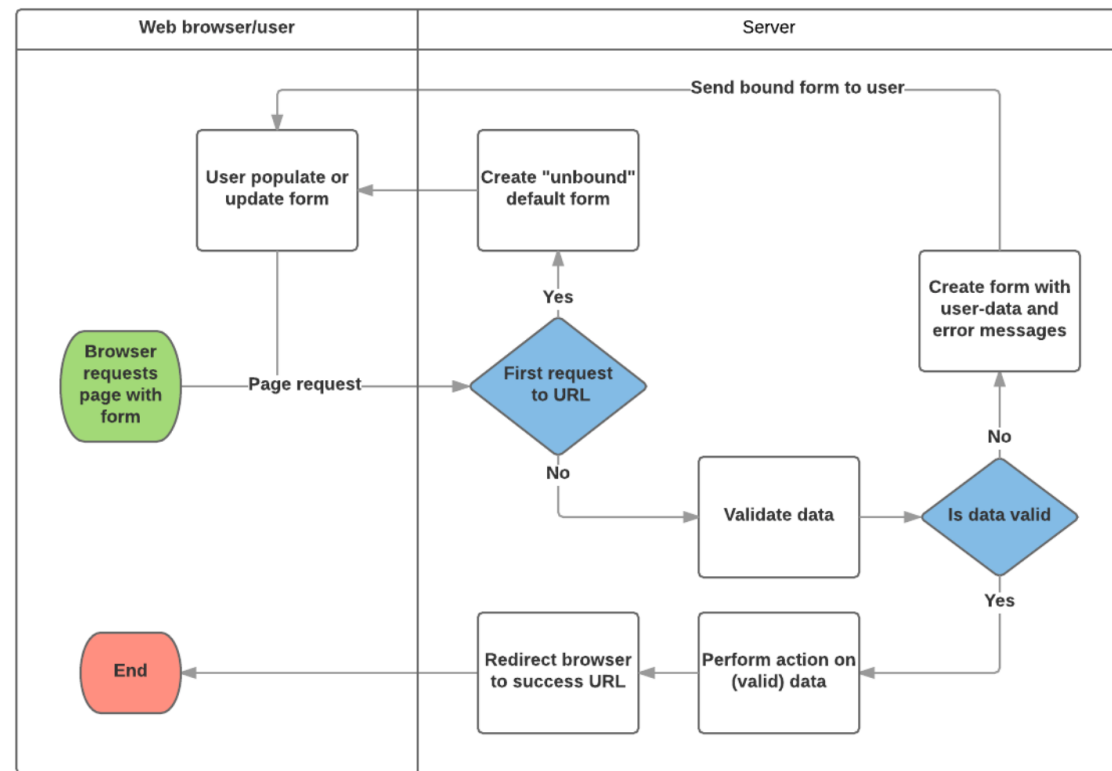 Web browser/user
Server
Send bound form to user
User populate or
update form
Create "unbound"
default form
Create form with
user-data and
error messages
Yes
Browser
requests
page with
form
Page request
First request
to URL
No
No
Validate data
Is data valid
Yes
End
Redirect browser
to success URL
Perform action on
(valid) data